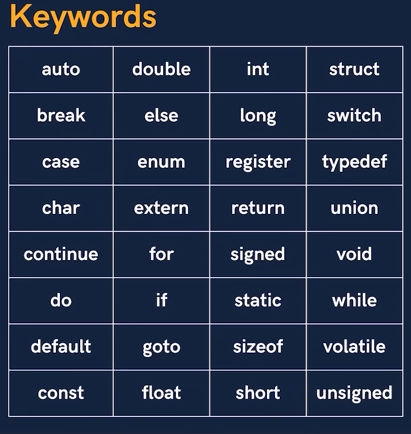 Keywords
auto double int struct
break else long switch
case enum register typedef
char extern return union
continue for signed void
do if static while
default goto sizeof volatile
const float short unsigned